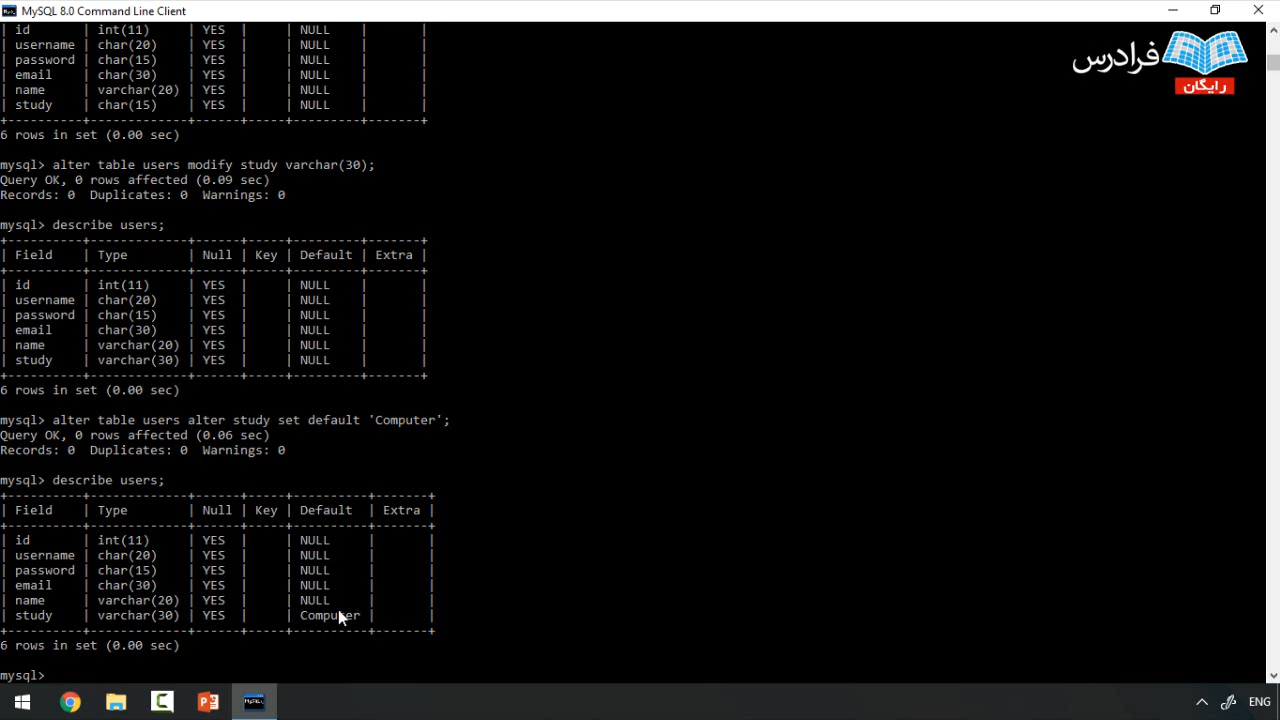 MySQL 8.0 Command Line Client
| id       | int(11)     | YES  |     | NULL    |       |
| username | char(20)    | YES  |     | NULL    |       |
| password | char(15)    | YES  |     | NULL    |       |
| email    | char(30)    | YES  |     | NULL    |       |
| name     | varchar(20) | YES  |     | NULL    |       |
| study    | char(15)    | YES  |     | NULL    |       |
+----------+-------------+------+-----+---------+-------+
6 rows in set (0.00 sec)
mysql> alter table users modify study varchar(30);
Query OK, 0 rows affected (0.09 sec)
Records: 0  Duplicates: 0  Warnings: 0
mysql> describe users;
+----------+-------------+------+-----+---------+-------+
| Field    | Type        | Null | Key | Default | Extra |
+----------+-------------+------+-----+---------+-------+
| id       | int(11)     | YES  |     | NULL    |       |
| username | char(20)    | YES  |     | NULL    |       |
| password | char(15)    | YES  |     | NULL    |       |
| email    | char(30)    | YES  |     | NULL    |       |
| name     | varchar(20) | YES  |     | NULL    |       |
| study    | varchar(30) | YES  |     | NULL    |       |
+----------+-------------+------+-----+---------+-------+
6 rows in set (0.00 sec)
mysql> alter table users alter study set default 'Computer';
Query OK, 0 rows affected (0.06 sec)
Records: 0  Duplicates: 0  Warnings: 0
mysql> describe users;
+----------+-------------+------+-----+----------+-------+
| Field    | Type        | Null | Key | Default  | Extra |
+----------+-------------+------+-----+----------+-------+
| id       | int(11)     | YES  |     | NULL     |       |
| username | char(20)    | YES  |     | NULL     |       |
| password | char(15)    | YES  |     | NULL     |       |
| email    | char(30)    | YES  |     | NULL     |       |
| name     | varchar(20) | YES  |     | NULL     |       |
| study    | varchar(30) | YES  |     | Computer |       |
+----------+-------------+------+-----+----------+-------+
6 rows in set (0.00 sec)
mysql>
فرادرس
رایگان
MySQL
ENG